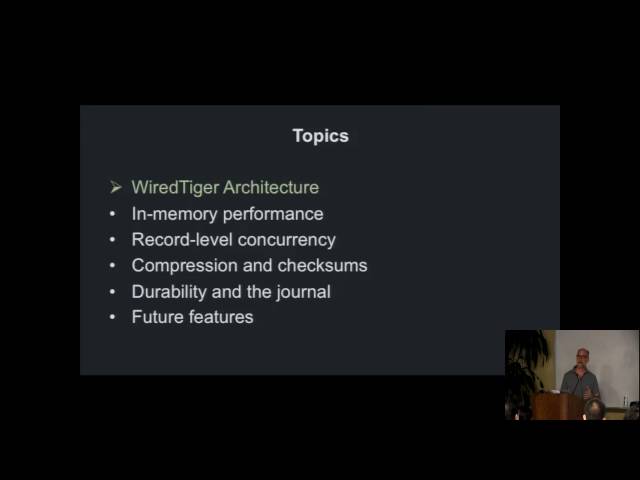 Topics
➢ WiredTiger Architecture
• In-memory performance
• Record-level concurrency
• Compression and checksums
• Durability and the journal
• Future features